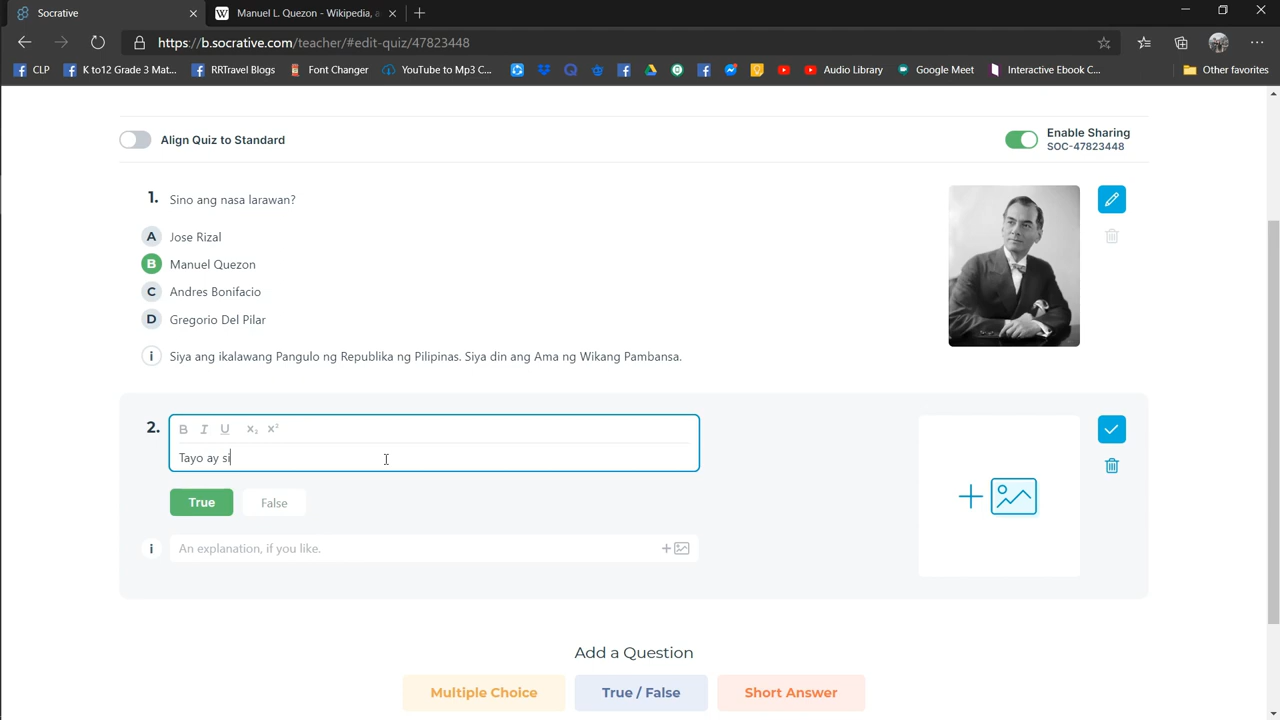 Socrative
Manuel L. Quezon - Wikipedia, a
https://b.socrative.com/teacher/#edit-quiz/47823448
CLP
K to12 Grade 3 Mat...
RRTravel Blogs
Font Changer
YouTube to Mp3 C...
Audio Library
Google Meet
Interactive Ebook C...
Other favorites
Align Quiz to Standard
Enable Sharing
SOC-47823448
1. Sino ang nasa larawan?
A Jose Rizal
B Manuel Quezon
C Andres Bonifacio
D Gregorio Del Pilar
i Siya ang ikalawang Pangulo ng Republika ng Pilipinas. Siya din ang Ama ng Wikang Pambansa.
2.
B I U X₂ X²
Tayo ay si
True False
i An explanation, if you like.
Add a Question
Multiple Choice
True / False
Short Answer